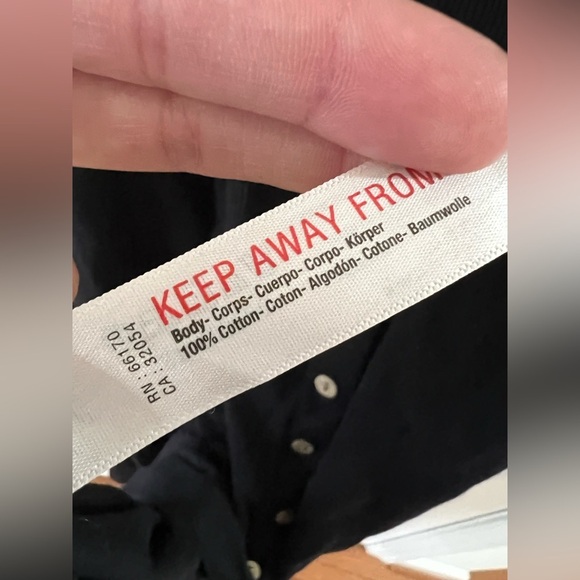 KEEP AWAY FROM
Body- Corps- Cuerpo- Corpo- Körper
100% Cotton- Coton- Algodón- Cotone- Baumwolle
RN : 66170
CA : 32054